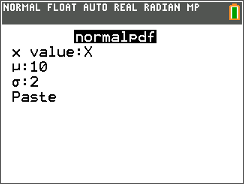 NORMAL FLOAT AUTO REAL RADIAN MP
normalpdf
x value:X
μ:10
σ:2
Paste